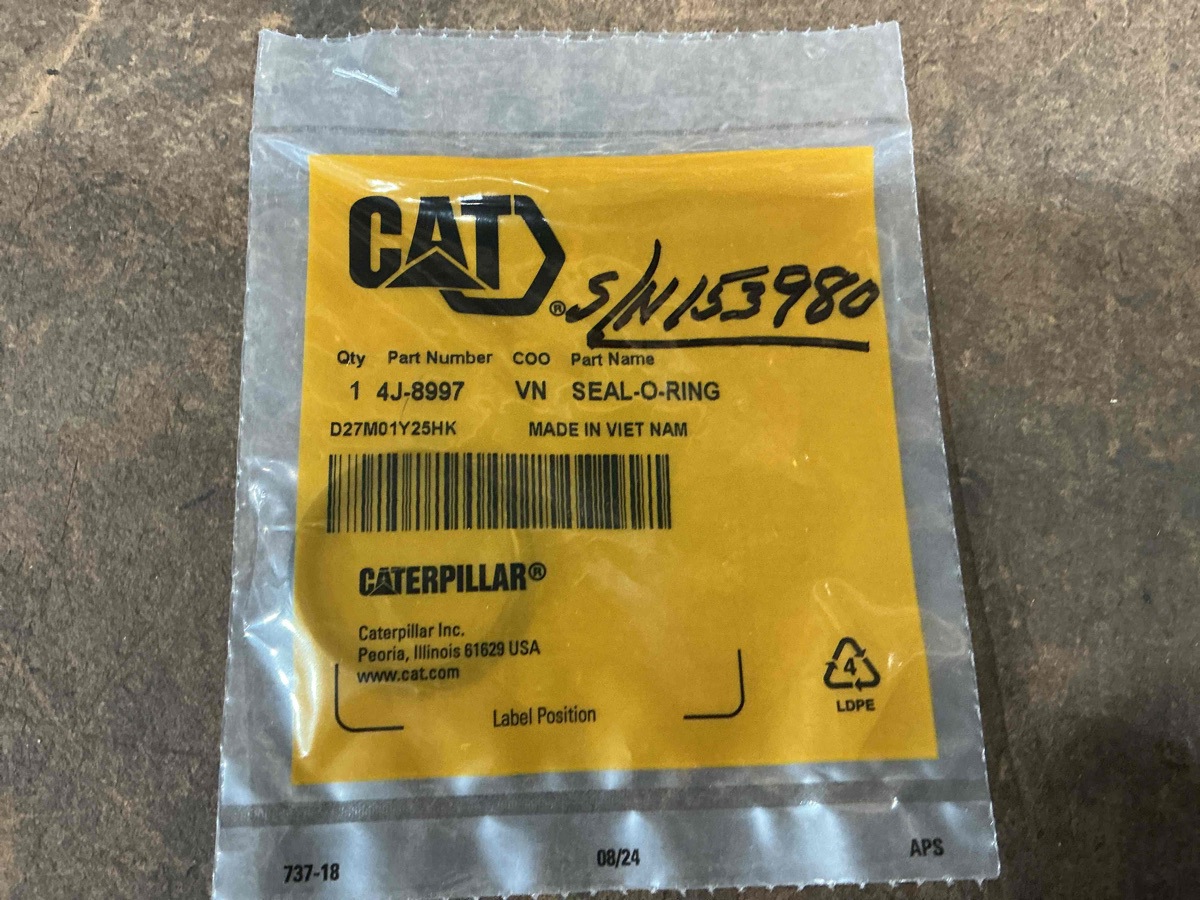 CAT®
S/N 153980
Qty Part Number COO Part Name
1 4J-8997 VN SEAL-O-RING
D27M01Y25HK MADE IN VIET NAM
CATERPILLAR®
Caterpillar Inc.
Peoria, Illinois 61629 USA
www.cat.com
Label Position
4
LDPE
737-18 08/24 APS